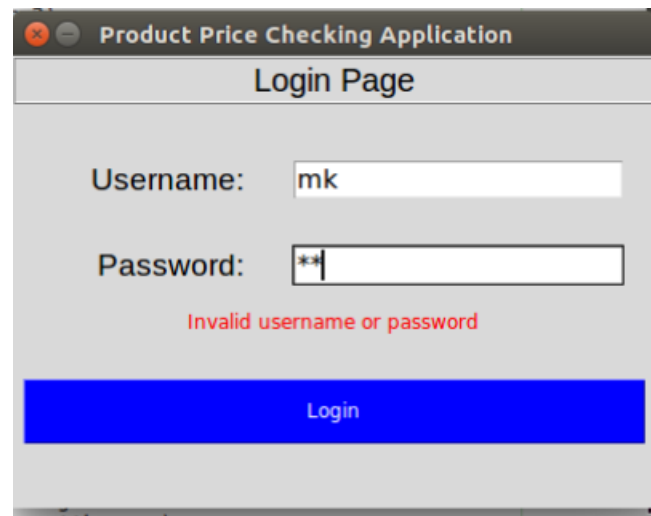 Product Price Checking Application
Login Page
Username: mk
Password: **
Invalid username or password
Login